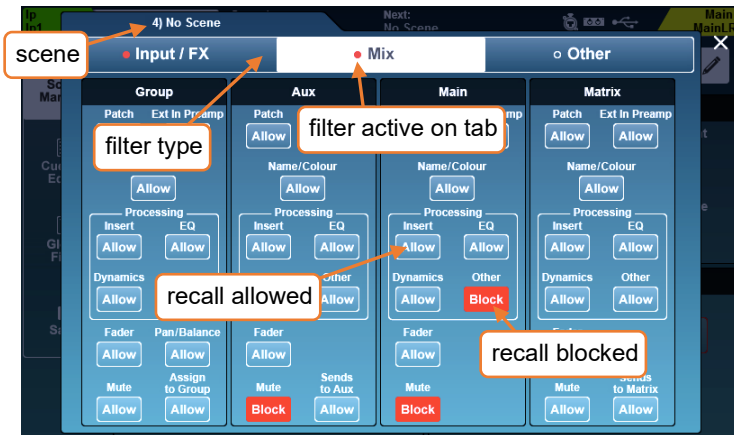 Ip
Ip1
4) No Scene
Next:
No Scene
Main
MainLR
scene
Input / FX
Mix
Other
Group
Aux
Main
Matrix
Patch Ext In Preamp
Patch
Patch Ext In Preamp
filter type
Allow
filter active on tab
Allow Allow
Name/Colour
Name/Colour
Name/Colour
Allow
Allow
Allow
Allow
Processing
Processing
Processing
Processing
Insert EQ
Insert EQ
Insert EQ
Insert EQ
Allow Allow
Allow Allow
Allow Allow
Allow Allow
Dynamics
recall allowed
Other
Dynamics Other
Dynamics Other
Allow
Allow
Allow Block
Allow Allow
Fader Pan/Balance
Fader
Fader
recall blocked
Allow Allow
Allow
Allow
Mute Assign to Group
Mute Sends to Aux
Mute
Mute Sends to Matrix
Allow Allow
Block Allow
Block
Allow Allow